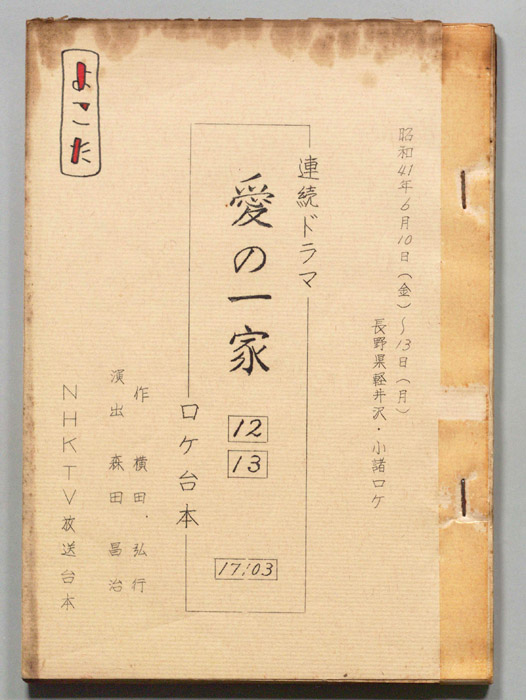 昭和41年6月10日(金)～13日(月)
長野県軽井沢・小諸ロケ
連続ドラマ
愛の一家
12
13
17:03
ロケ台本
作 横田・弘行
演出 森田 昌治
NHKTV放送台本
よこた